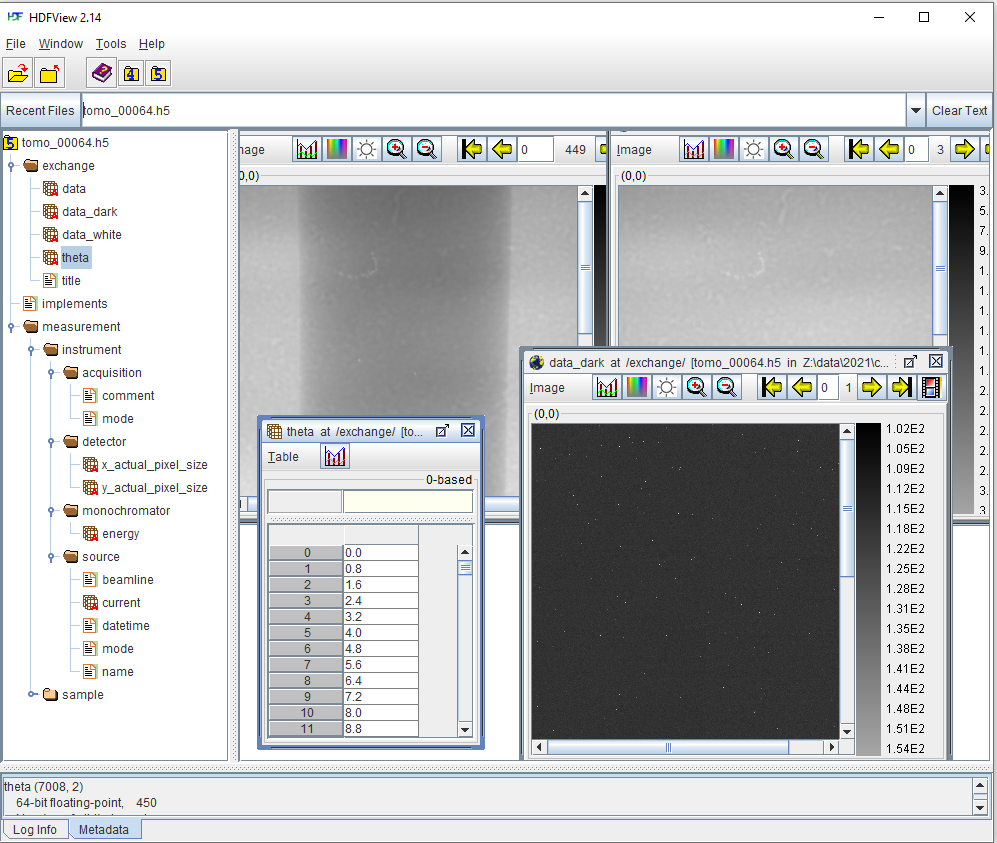 HDFView 2.14
File Window Tools Help
4 5
Recent Files tomo_00064.h5 Clear Text
5 tomo_00064.h5
exchange
data
data_dark
data_white
theta
title
implements
measurement
instrument
acquisition
comment
mode
detector
x_actual_pixel_size
y_actual_pixel_size
monochromator
energy
source
beamline
current
datetime
mode
name
sample
mage 0 449
0,0)
Image 0 3
(0,0)
3.
5.
7.
9.
1.
1.
1.
1.
1.
2.
2.
2.
2.
2.
3.
3.
data_dark at /exchange/ [tomo_00064.h5 in Z:\data\2021\c...
Image 0 1
(0,0)
1.02E2
1.05E2
1.09E2
1.12E2
1.15E2
1.18E2
1.22E2
1.25E2
1.28E2
1.31E2
1.35E2
1.38E2
1.41E2
1.44E2
1.48E2
1.51E2
1.54E2
theta at /exchange/ [to...
Table
0-based
0 0.0
1 0.8
2 1.6
3 2.4
4 3.2
5 4.0
6 4.8
7 5.6
8 6.4
9 7.2
10 8.0
11 8.8
theta (7008, 2)
64-bit floating-point, 450
Log Info Metadata